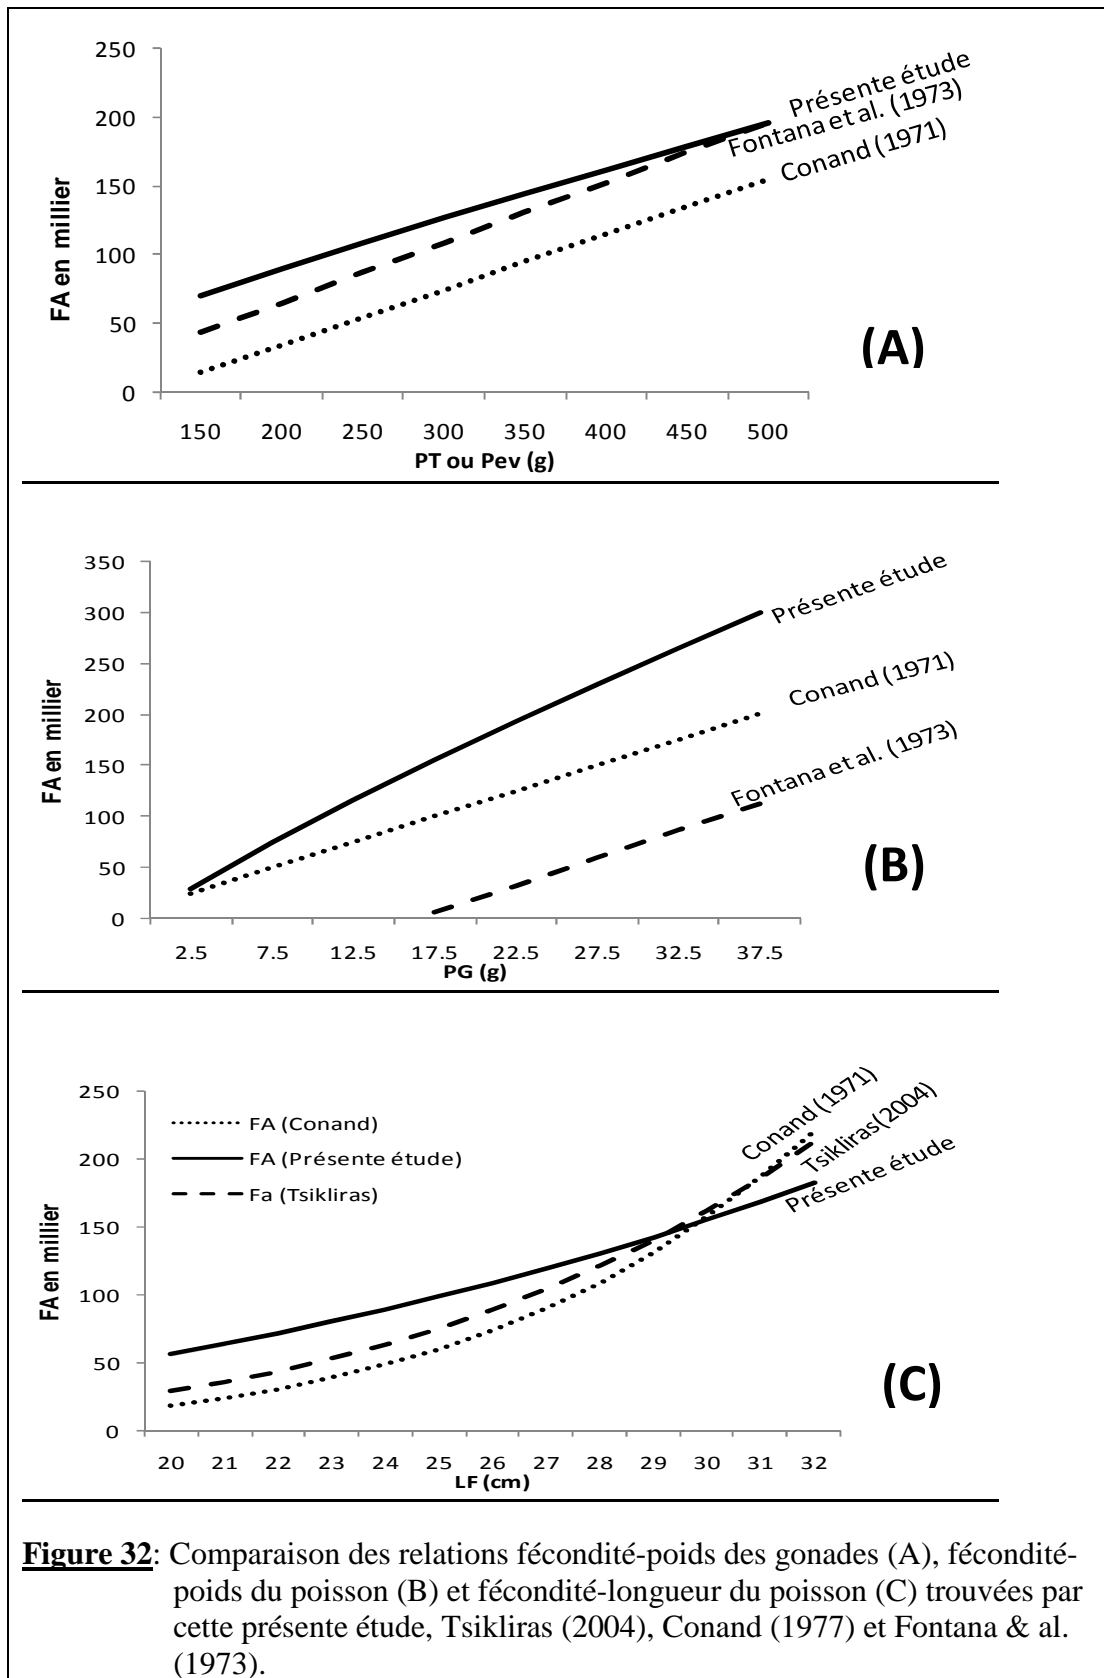 250
200
150
100
50
0
FA en millier
Présente étude
Fontana et al. (1973)
Conand (1971)
(A)
150 200 250 300 350 400 450 500
PT ou Pev (g)
350
300
250
200
150
100
50
0
FA en millier
Présente étude
Conand (1971)
Fontana et al. (1973)
(B)
2.5 7.5 12.5 17.5 22.5 27.5 32.5 37.5
PG (g)
250
200
150
100
50
0
FA en millier
FA (Conand)
FA (Présente étude)
Fa (Tsikliras)
Conand (1971)
Tsikliras (2004)
Présente étude
(C)
20 21 22 23 24 25 26 27 28 29 30 31 32
LF (cm)
Figure 32: Comparaison des relations fécondité-poids des gonades (A), fécondité-
poids du poisson (B) et fécondité-longueur du poisson (C) trouvées par
cette présente étude, Tsikliras (2004), Conand (1977) et Fontana & al.
(1973).